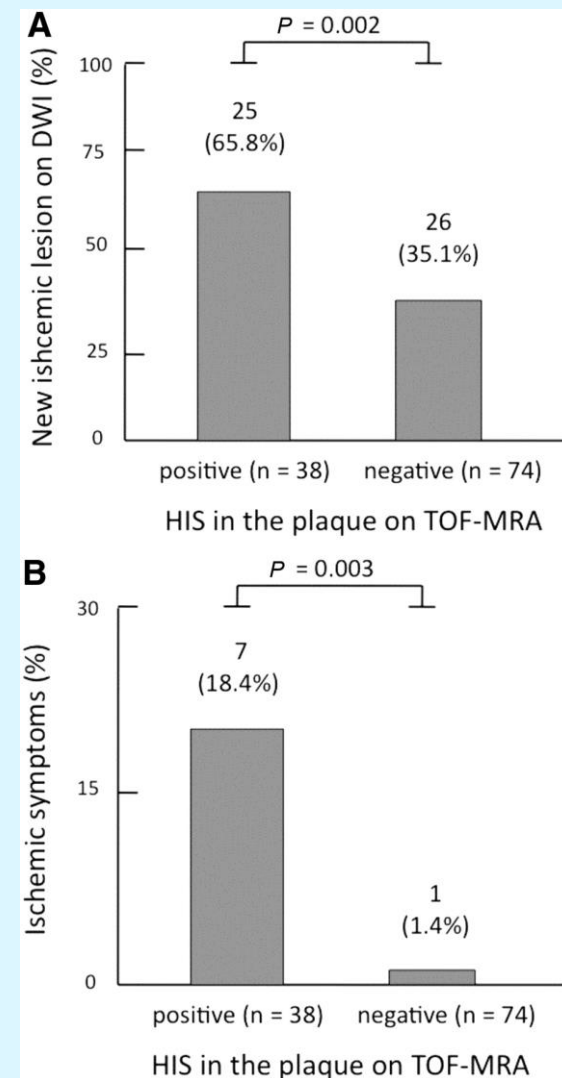 A
P = 0.002
New ishcemic lesion on DWI (%)
100
75
50
25
0
25
(65.8%)
26
(35.1%)
positive (n = 38)
negative (n = 74)
HIS in the plaque on TOF-MRA
B
P = 0.003
Ischemic symptoms (%)
30
15
0
7
(18.4%)
1
(1.4%)
positive (n = 38)
negative (n = 74)
HIS in the plaque on TOF-MRA